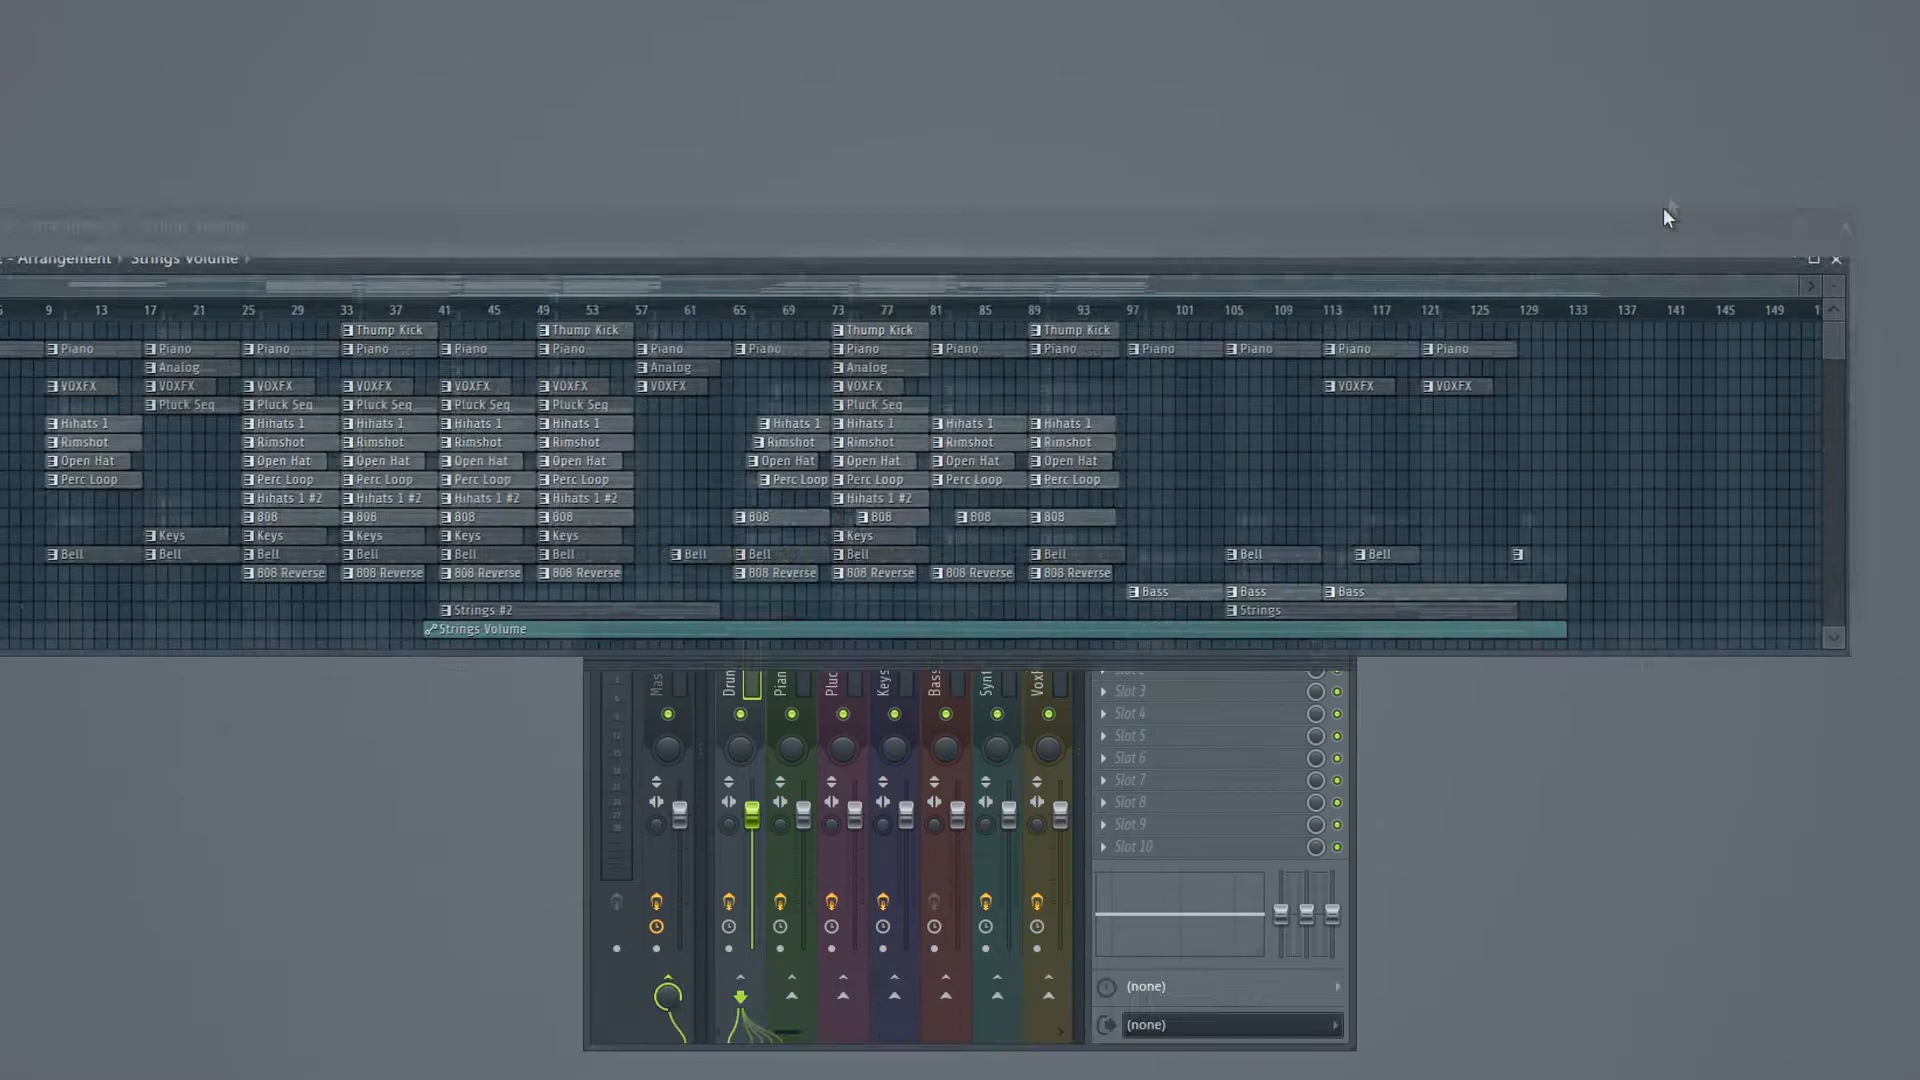 - Arrangement › Strings Volume ›
9 13 17 21 25 29 33 37 41 45 49 53 57 61 65 69 73 77 81 85 89 93 97 101 105 109 113 117 121 125 129 133 137 141 145 149
Thump Kick Thump Kick Thump Kick Thump Kick
Piano Piano Piano Piano Piano Piano Piano Piano Piano Piano Piano Piano Piano Piano Piano
Analog Analog Analog
VOXFX VOXFX VOXFX VOXFX VOXFX VOXFX VOXFX VOXFX VOXFX VOXFX
Pluck Seq Pluck Seq Pluck Seq Pluck Seq Pluck Seq Pluck Seq
Hihats 1 Hihats 1 Hihats 1 Hihats 1 Hihats 1 Hihats 1 Hihats 1 Hihats 1 Hihats 1
Rimshot Rimshot Rimshot Rimshot Rimshot Rimshot Rimshot Rimshot Rimshot
Open Hat Open Hat Open Hat Open Hat Open Hat Open Hat Open Hat Open Hat Open Hat
Perc Loop Perc Loop Perc Loop Perc Loop Perc Loop Perc Loop Perc Loop Perc Loop Perc Loop
Hihats 1 #2 Hihats 1 #2 Hihats 1 #2 Hihats 1 #2 Hihats 1 #2
808 808 808 808 808 808 808 808
Keys Keys Keys Keys Keys Keys
Bell Bell Bell Bell Bell Bell Bell Bell Bell Bell Bell Bell
808 Reverse 808 Reverse 808 Reverse 808 Reverse 808 Reverse 808 Reverse 808 Reverse 808 Reverse
Bass Bass Bass
Strings #2 Strings
Strings Volume
Mas Drun Pian Pluc Keys Bass Synt Vox
Slot 3
Slot 4
Slot 5
Slot 6
Slot 7
Slot 8
Slot 9
Slot 10
(none)
(none)